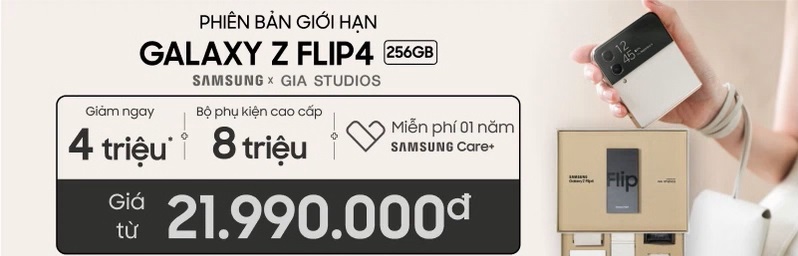 PHIÊN BẢN GIỚI HẠN
GALAXY Z FLIP4 256GB
SAMSUNG x GIA STUDIOS
Giảm ngay
4 triệu*
Bộ phụ kiện cao cấp
8 triệu
Miễn phí 01 năm
SAMSUNG Care+
Giá
từ
21.990.000đ
12
45
SAMSUNG
Galaxy Z Flip4
Flip